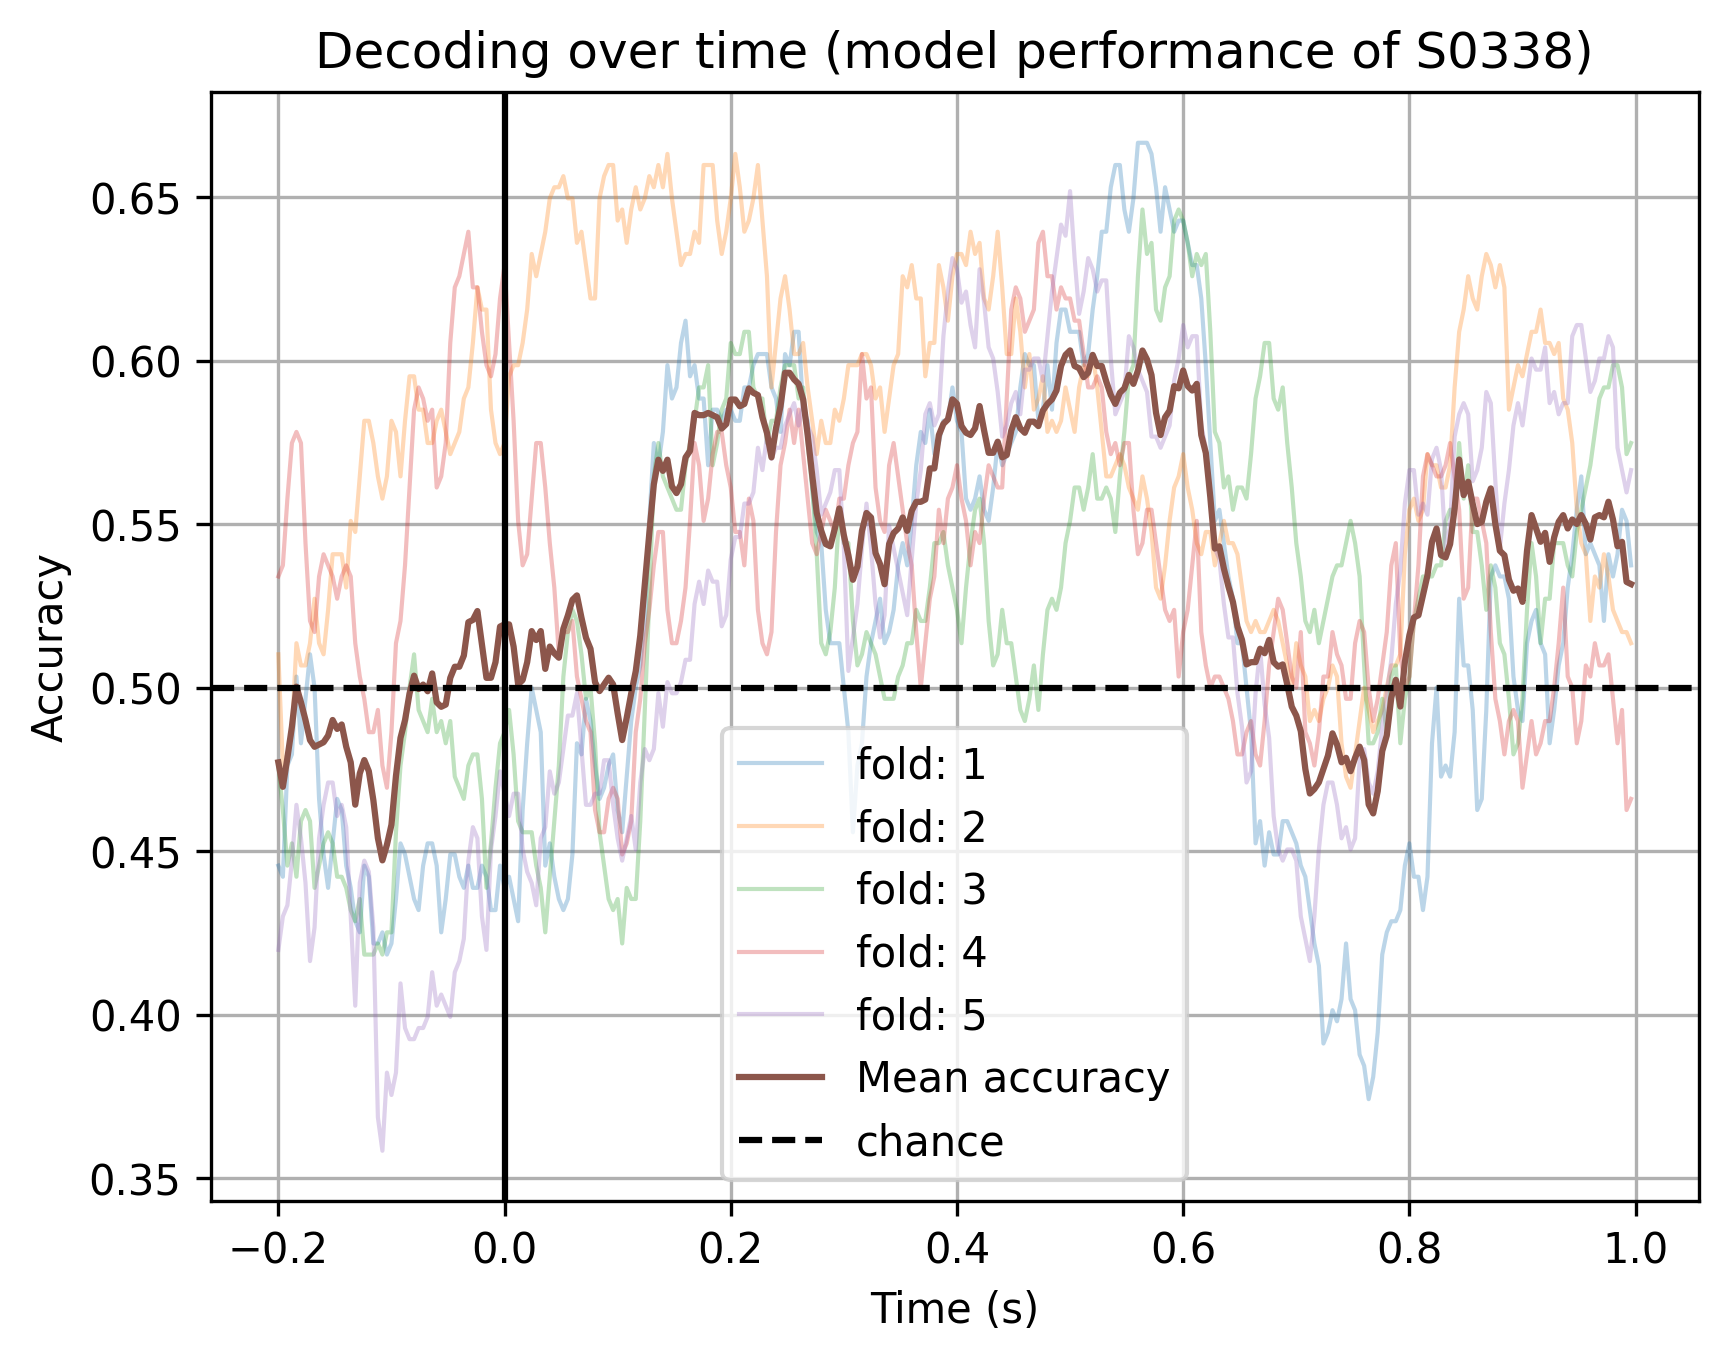 Decoding over time (model performance of S0338)
Accuracy
0.65
0.60
0.55
0.50
0.45
0.40
0.35
fold: 1
fold: 2
fold: 3
fold: 4
fold: 5
Mean accuracy
chance
−0.2 0.0 0.2 0.4 0.6 0.8 1.0
Time (s)